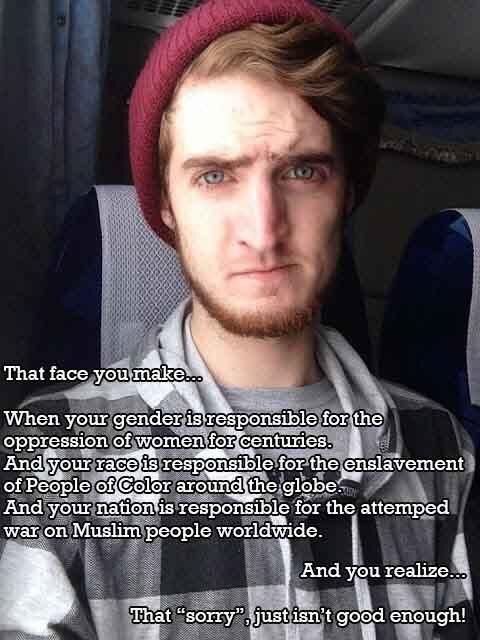 That face you make...
When your gender is responsible for the
oppression of women for centuries.
And your race is responsible for the enslavement
of People of Color around the globe.
And your nation is responsible for the attemped
war on Muslim people worldwide.
And you realize...
That “sorry”, just isn't good enough!